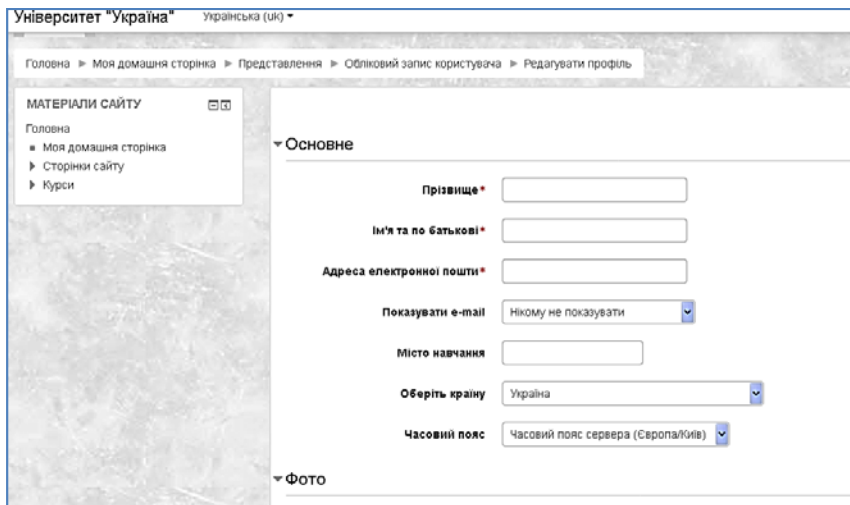 Університет "Україна" Українська (uk)
Головна ► Моя домашня сторінка ► Представлення ► Обліковий запис користувача ► Редагувати профіль
МАТЕРІАЛИ САЙТУ
Головна
Моя домашня сторінка
Сторінки сайту
Курси
Основне
Прізвище*
Ім'я та по батькові*
Адреса електронної пошти*
Показувати e-mail Нікому не показувати
Місто навчання
Оберіть країну Україна
Часовий пояс Часовий пояс сервера (Європа/Київ)
Фото